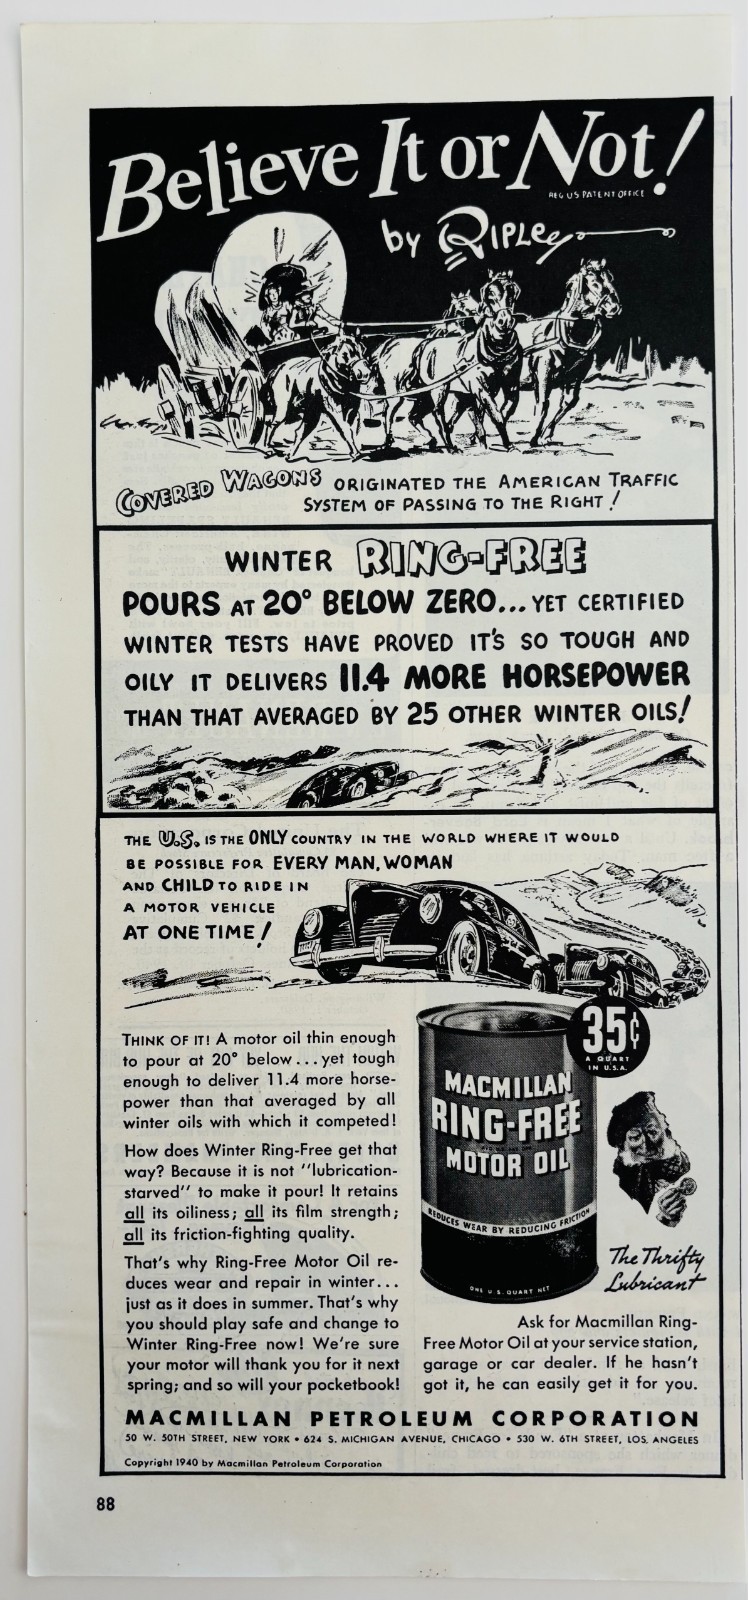 Believe It or Not!
REG US PATENT OFFICE
by Ripley
COVERED WAGONS ORIGINATED THE AMERICAN TRAFFIC
SYSTEM OF PASSING TO THE RIGHT!
WINTER RING-FREE
POURS AT 20° BELOW ZERO... YET CERTIFIED
WINTER TESTS HAVE PROVED IT'S SO TOUGH AND
OILY IT DELIVERS 11.4 MORE HORSEPOWER
THAN THAT AVERAGED BY 25 OTHER WINTER OILS!
THE U.S. IS THE ONLY COUNTRY IN THE WORLD WHERE IT WOULD
BE POSSIBLE FOR EVERY MAN, WOMAN
AND CHILD TO RIDE IN
A MOTOR VEHICLE
AT ONE TIME!
THINK OF IT! A motor oil thin enough
to pour at 20° below...yet tough
enough to deliver 11.4 more horse-
power than that averaged by all
winter oils with which it competed!
How does Winter Ring-Free get that
way? Because it is not "lubrication-
starved" to make it pour! It retains
all its oiliness; all its film strength;
all its friction-fighting quality.
That's why Ring-Free Motor Oil re-
duces wear and repair in winter...
just as it does in summer. That's why
you should play safe and change to
Winter Ring-Free now! We're sure
your motor will thank you for it next
spring; and so will your pocketbook!
35¢
A QUART
IN U.S.A.
MACMILLAN
RING-FREE
MOTOR OIL
REDUCES WEAR BY REDUCING FRICTION
ONE U.S. QUART NET
The Thrifty
Lubricant
Ask for Macmillan Ring-
Free Motor Oil at your service station,
garage or car dealer. If he hasn't
got it, he can easily get it for you.
MACMILLAN PETROLEUM CORPORATION
50 W. 50TH STREET, NEW YORK • 624 S. MICHIGAN AVENUE, CHICAGO • 530 W. 6TH STREET, LOS ANGELES
Copyright 1940 by Macmillan Petroleum Corporation
88